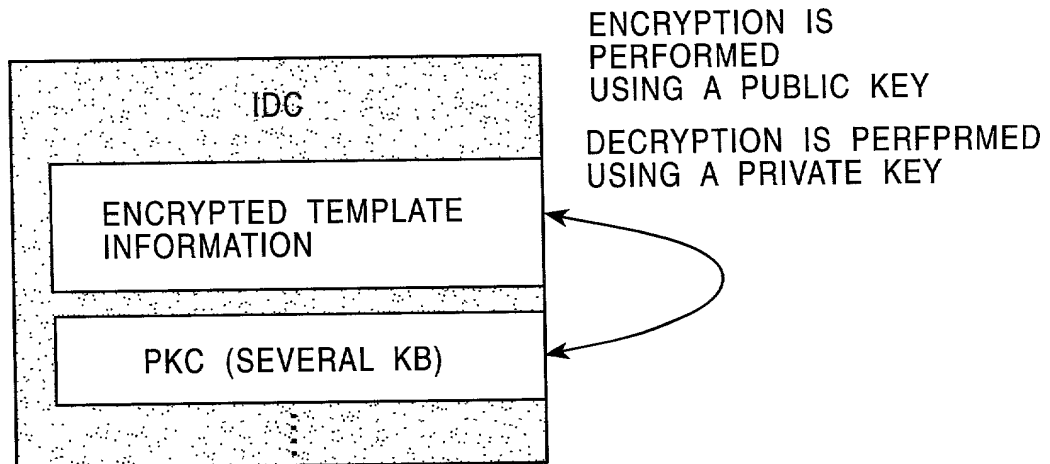 ENCRYPTION IS
PERFORMED
USING A PUBLIC KEY
DECRYPTION IS PERFPRMED
USING A PRIVATE KEY
IDC
ENCRYPTED TEMPLATE
INFORMATION
PKC (SEVERAL KB)